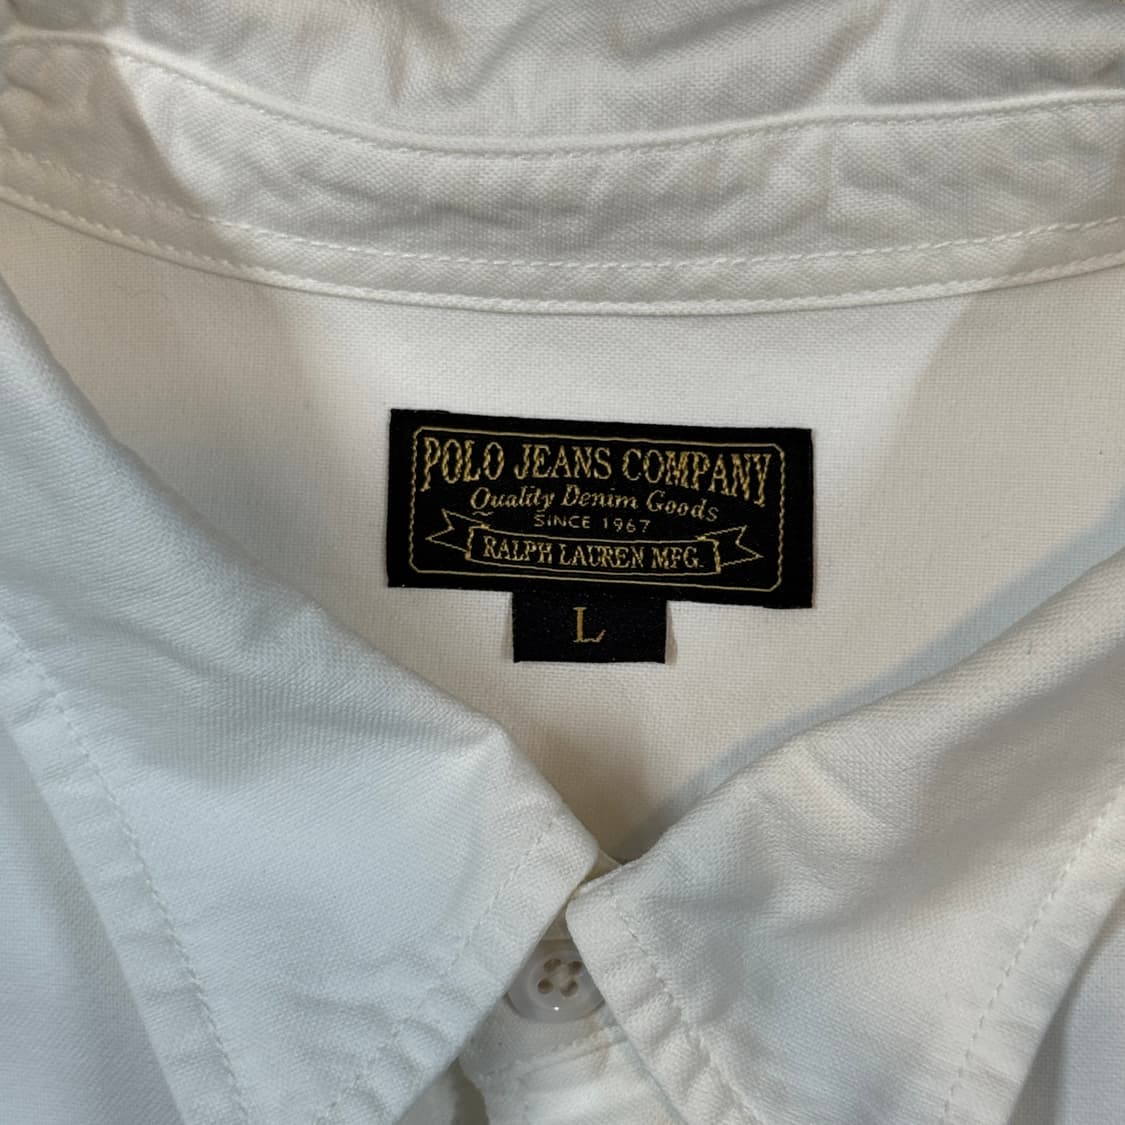 POLO JEANS COMPANY
Quality Denim Goods
SINCE 1967
RALPH LAUREN MFG.
L